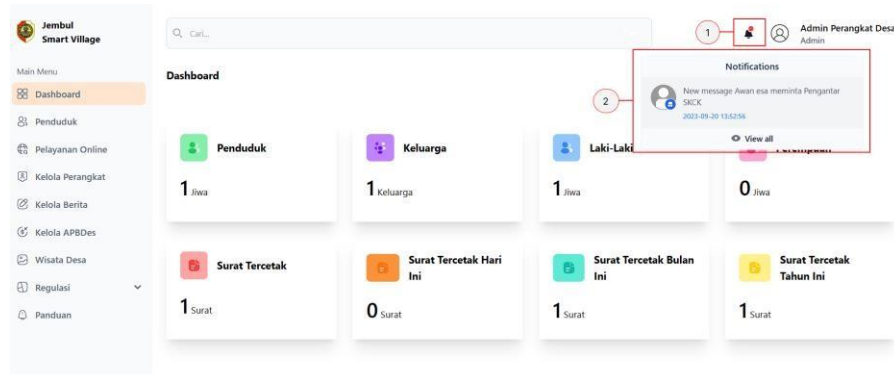 Jembul
Smart Village
Cari...
1
Admin Perangkat Desa
Admin
Main Menu
Dashboard
Penduduk
Pelayanan Online
Kelola Perangkat
Kelola Berita
Kelola APBDes
Wisata Desa
Regulasi
Panduan
Dashboard
Notifications
2
New message Awan esa meminta Pengantar
SKCK
2023-09-20 13:52:56
View all
Penduduk
1 Jiwa
Keluarga
1 Keluarga
Laki-Laki
1 Jiwa
Perempuan
0 Jiwa
Surat Tercetak
1 Surat
Surat Tercetak Hari
Ini
0 Surat
Surat Tercetak Bulan
Ini
1 Surat
Surat Tercetak
Tahun Ini
1 Surat